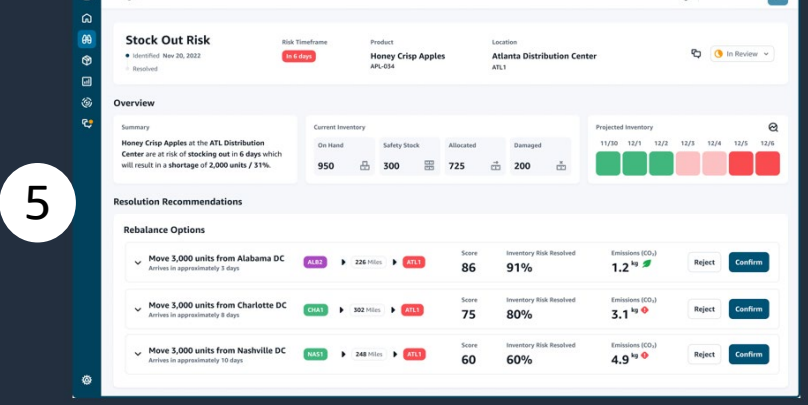 Stock Out Risk
Identified Nov 20, 2022
Resolved
Risk Timeframe
In 6 days
Product
Honey Crisp Apples
APL-034
Location
Atlanta Distribution Center
ATL1
In Review
Overview
Summary
Honey Crisp Apples at the ATL Distribution
Center are at risk of stocking out in 6 days which
will result in a shortage of 2,000 units / 31%.
Current Inventory
On Hand
950
Safety Stock
300
Allocated
725
Damaged
200
Projected Inventory
11/30 12/1 12/2 12/3 12/4 12/5 12/6
5
Resolution Recommendations
Rebalance Options
Move 3,000 units from Alabama DC
Arrives in approximately 3 days
ALB2 226 Miles ATL1
Score
86
Inventory Risk Resolved
91%
Emissions (CO₂)
1.2 kg
Reject Confirm
Move 3,000 units from Charlotte DC
Arrives in approximately 8 days
CHA1 302 Miles ATL1
Score
75
Inventory Risk Resolved
80%
Emissions (CO₂)
3.1 kg
Reject Confirm
Move 3,000 units from Nashville DC
Arrives in approximately 10 days
NAS1 248 Miles ATL1
Score
60
Inventory Risk Resolved
60%
Emissions (CO₂)
4.9 kg
Reject Confirm